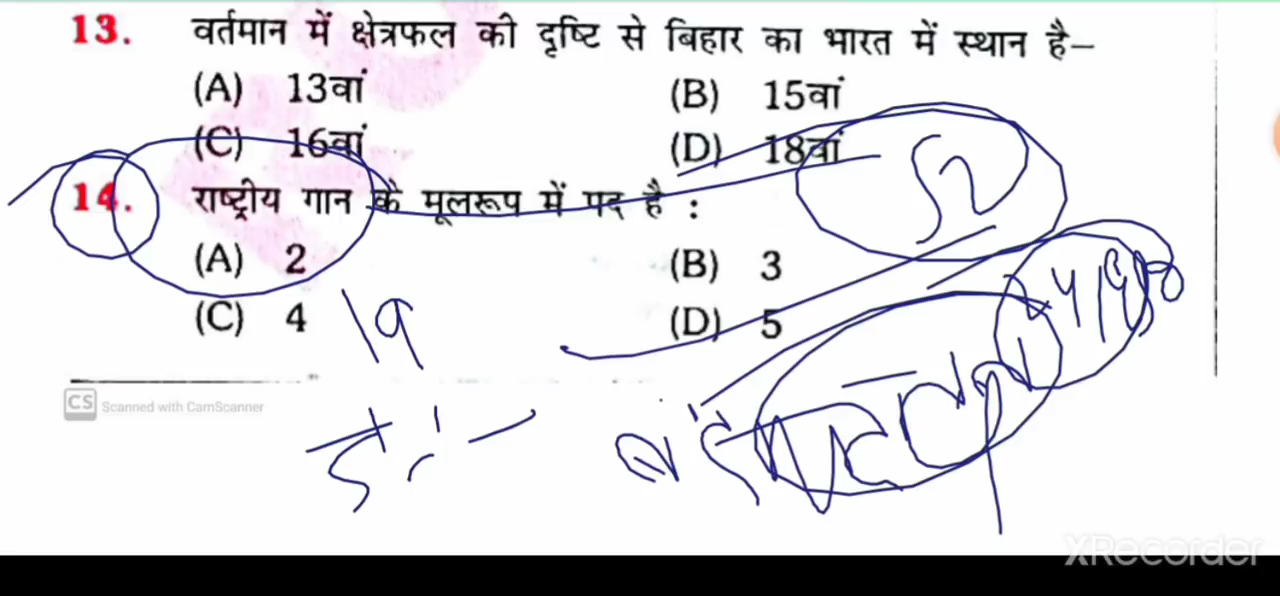 13. वर्तमान में क्षेत्रफल की दृष्टि से बिहार का भारत में स्थान है–
(A) 13वां (B) 15वां
(C) 16वां (D) 18वां
14. राष्ट्रीय गान के मूलरूप में पद है :
(A) 2 (B) 3
(C) 4 (D) 5
52
CS Scanned with CamScanner
XRecorder